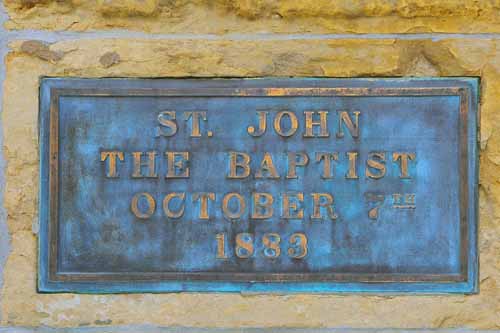 ST. JOHN
THE BAPTIST
OCTOBER 7TH
1883